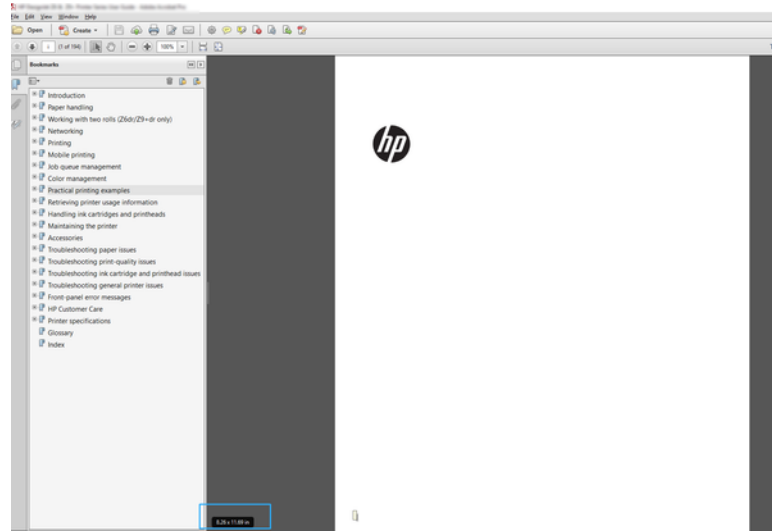 File Edit View Window Help
Open Create
(1 of 194) 100%
Bookmarks
Introduction
Paper handling
Working with two rolls (Z6dr/Z9+dr only)
Networking
Printing
Mobile printing
Job queue management
Color management
Practical printing examples
Retrieving printer usage information
Handling ink cartridges and printheads
Maintaining the printer
Accessories
Troubleshooting paper issues
Troubleshooting print-quality issues
Troubleshooting ink cartridge and printhead issues
Troubleshooting general printer issues
Front-panel error messages
HP Customer Care
Printer specifications
Glossary
Index
hp
8.26 x 11.69 in